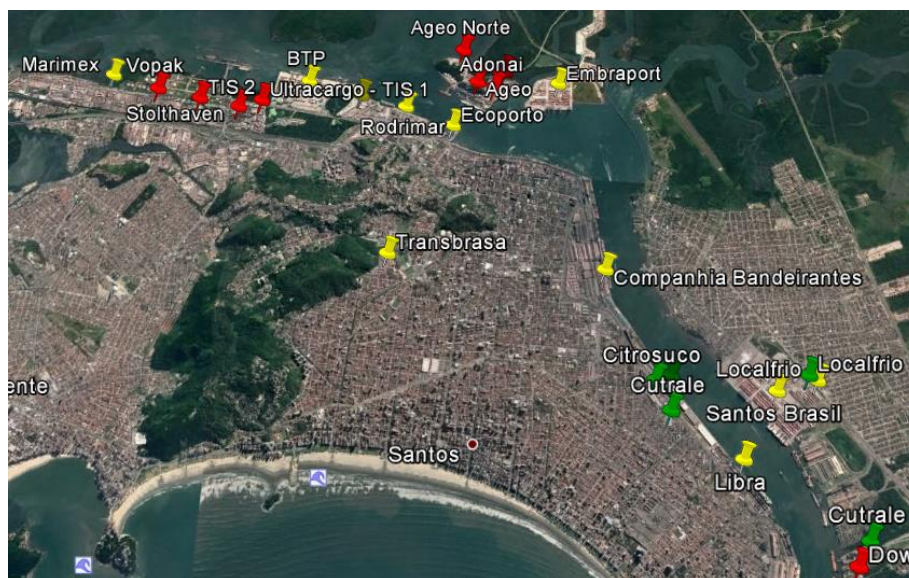 Ageo Norte
Marimex
Vopak
BTP
Adonai
Embraport
TIS 2
Ultracargo - TIS 1
Ageo
Stolthaven
Rodrimar
Ecoporto
Transbrasa
Companhia Bandeirantes
Citrosuco
Localfrio
Localfrio
Cutrale
ente
Santos Brasil
Santos
Libra
Cutrale
Dow